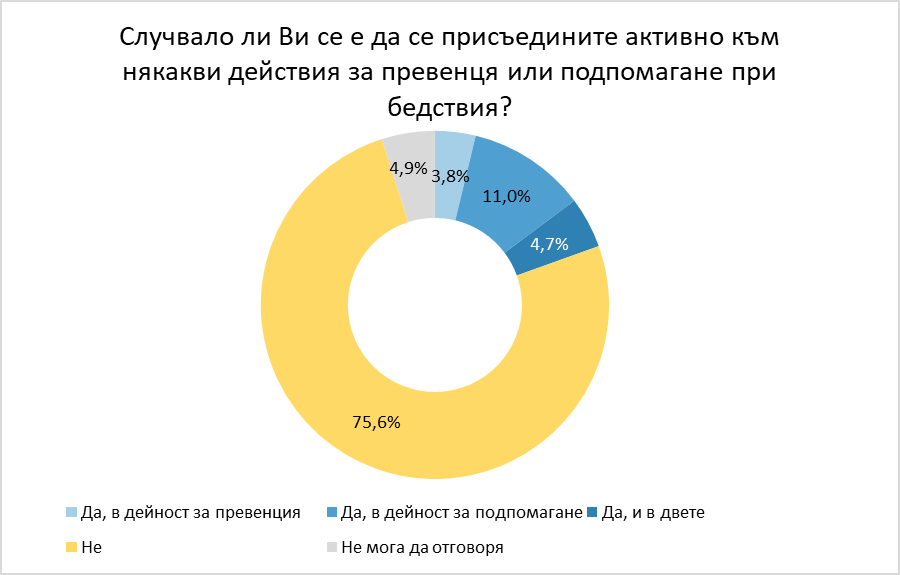 Случвало ли Ви се е да се присъедините активно към
някакви действия за превенця или подпомагане при
бедствия?
4,9%
3,8%
11,0%
4,7%
75,6%
Да, в дейност за превенция
Да, в дейност за подпомагане
Да, и в двете
Не
Не мога да отговоря